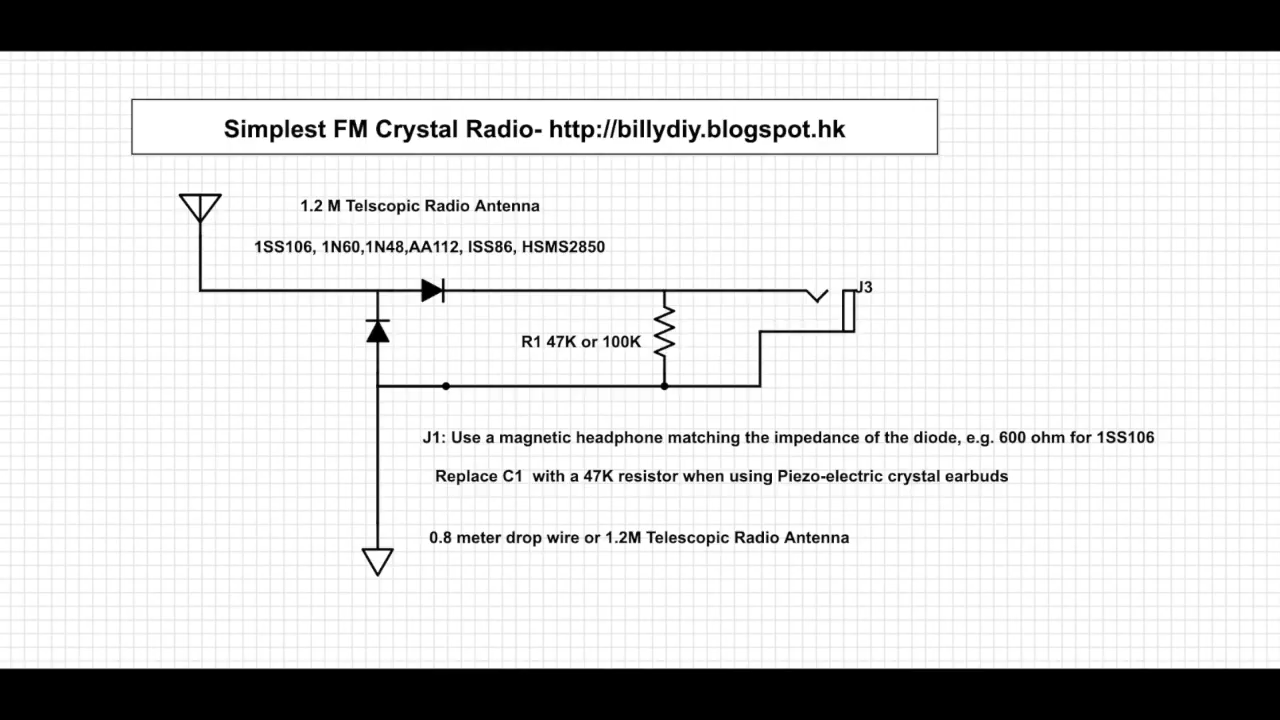 Simplest FM Crystal Radio- http://billydiy.blogspot.hk
1.2 M Telscopic Radio Antenna
1SS106, 1N60,1N48,AA112, ISS86, HSMS2850
J3
R1 47K or 100K
J1: Use a magnetic headphone matching the impedance of the diode, e.g. 600 ohm for 1SS106
Replace C1 with a 47K resistor when using Piezo-electric crystal earbuds
0.8 meter drop wire or 1.2M Telescopic Radio Antenna